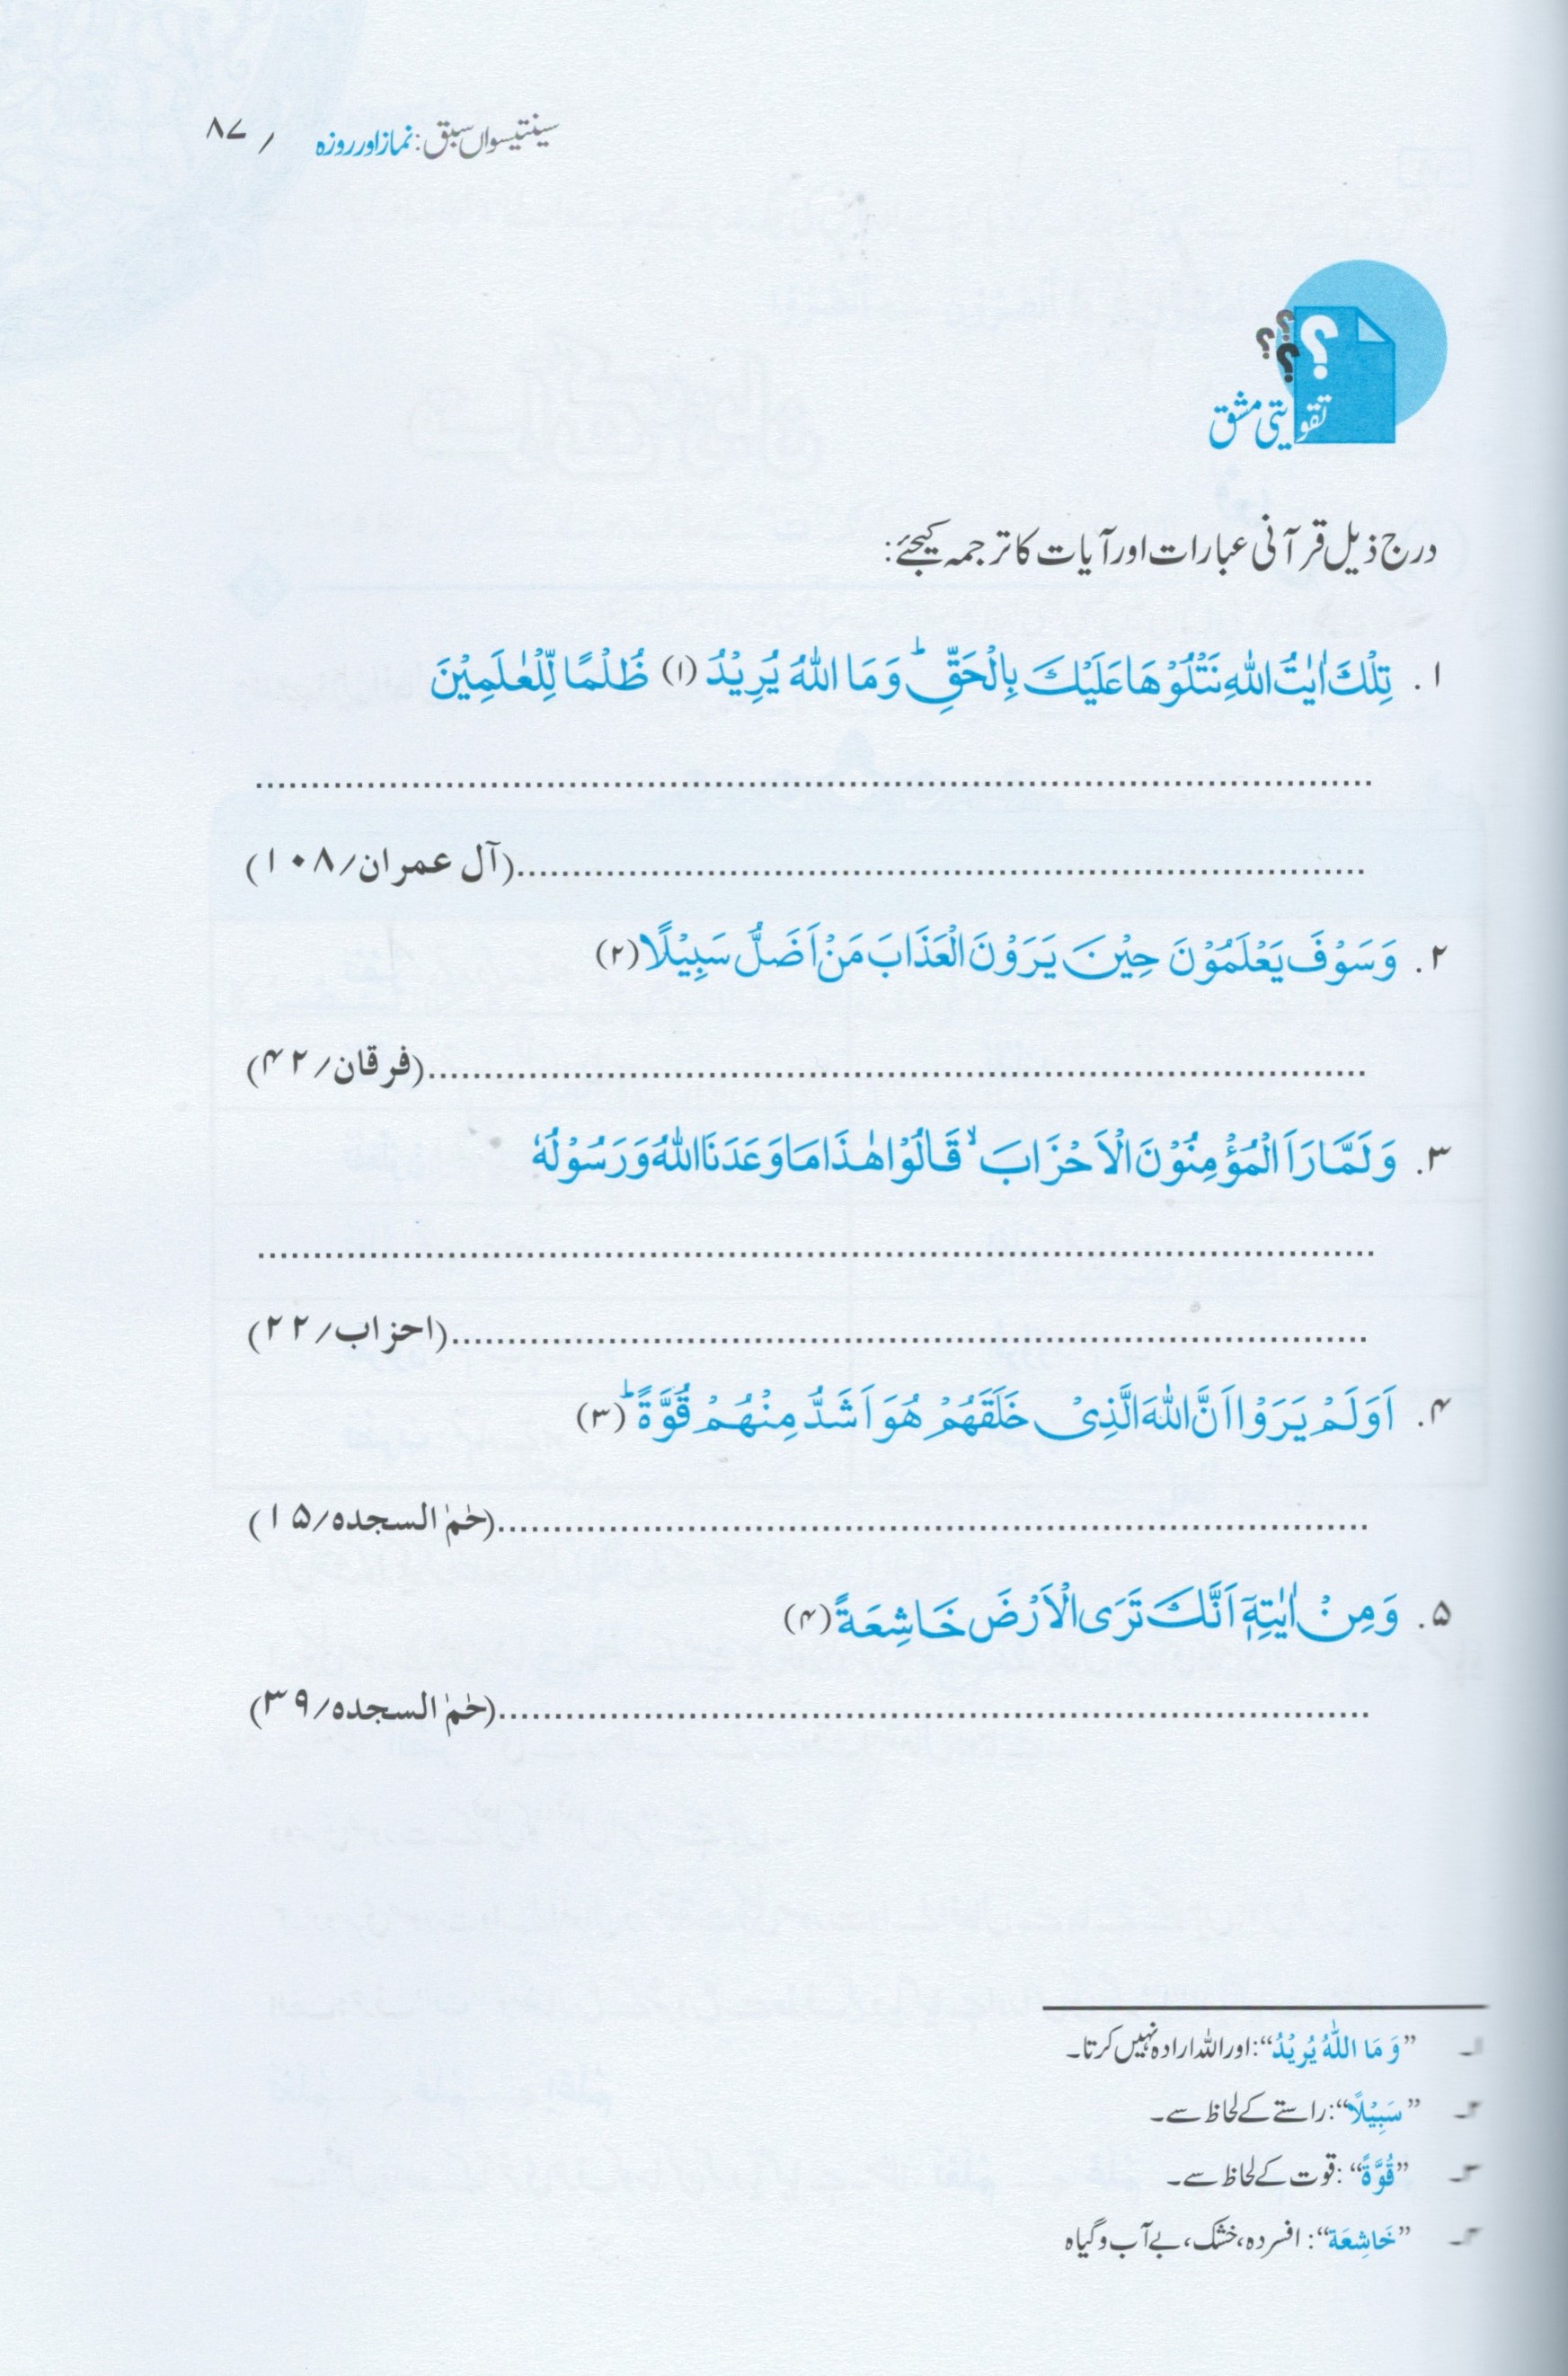 سینتیسواں سبق: نماز اور روزہ / ۸۷
؟ ؟ ؟ ؟
تقویتی مشق
درج ذیل قرآنی عبارات اور آیات کا ترجمہ کیجئے:
۱. تِلْكَ اٰیٰتُ اللّٰهِ نَتْلُوْهَا عَلَیْكَ بِالْحَقِّ ؕ وَ مَا اللّٰهُ یُرِیْدُ (۱) ظُلْمًا لِّلْعٰلَمِیْنَ
................................................................
................................................................(آل عمران/۱۰۸)
۲. وَ سَوْفَ یَعْلَمُوْنَ حِیْنَ یَرَوْنَ الْعَذَابَ مَنْ اَضَلُّ سَبِیْلًا (۲)
................................................................(فرقان/۴۲)
۳. وَ لَمَّا رَاَ الْمُؤْمِنُوْنَ الْاَحْزَابَ ۙ قَالُوْا هٰذَا مَا وَعَدَنَا اللّٰهُ وَ رَسُوْلُهٗ
................................................................
................................................................(احزاب/۲۲)
۴. اَوَ لَمْ یَرَوْا اَنَّ اللّٰهَ الَّذِیْ خَلَقَهُمْ هُوَ اَشَدُّ مِنْهُمْ قُوَّةً ؕ (۳)
................................................................(حٰمٓ السجدہ/۱۵)
۵. وَ مِنْ اٰیٰتِهٖۤ اَنَّكَ تَرَی الْاَرْضَ خَاشِعَةً (۴)
................................................................(حٰمٓ السجدہ/۳۹)
۱۔ ”وَ مَا اللّٰهُ یُرِیْدُ“: اور اللہ ارادہ نہیں کرتا۔
۲۔ ”سَبِیْلًا“: راستے کے لحاظ سے۔
۳۔ ”قُوَّةً“: قوت کے لحاظ سے۔
۴۔ ”خَاشِعَة“: افسردہ، خشک، بے آب و گیاہ